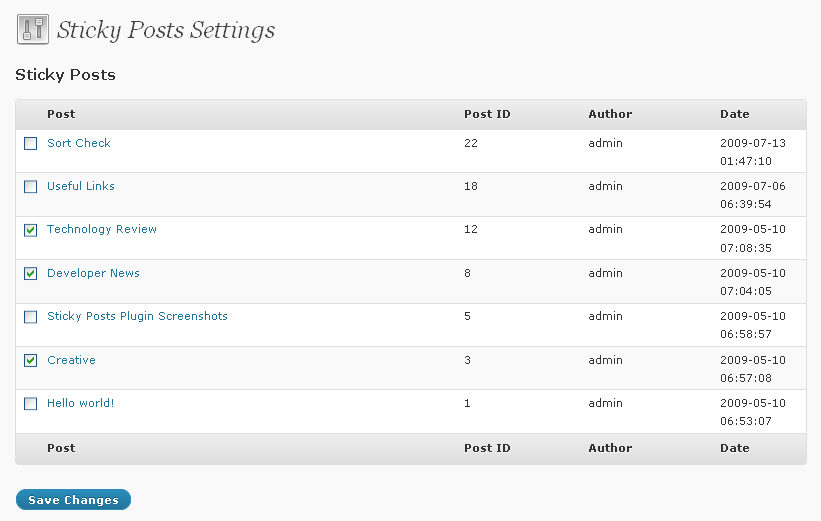 Sticky Posts Settings
Sticky Posts
Post Post ID Author Date
Sort Check 22 admin 2009-07-13
01:47:10
Useful Links 18 admin 2009-07-06
06:39:54
Technology Review 12 admin 2009-05-10
07:08:35
Developer News 8 admin 2009-05-10
07:04:05
Sticky Posts Plugin Screenshots 5 admin 2009-05-10
06:58:57
Creative 3 admin 2009-05-10
06:57:08
Hello world! 1 admin 2009-05-10
06:53:07
Post Post ID Author Date
Save Changes